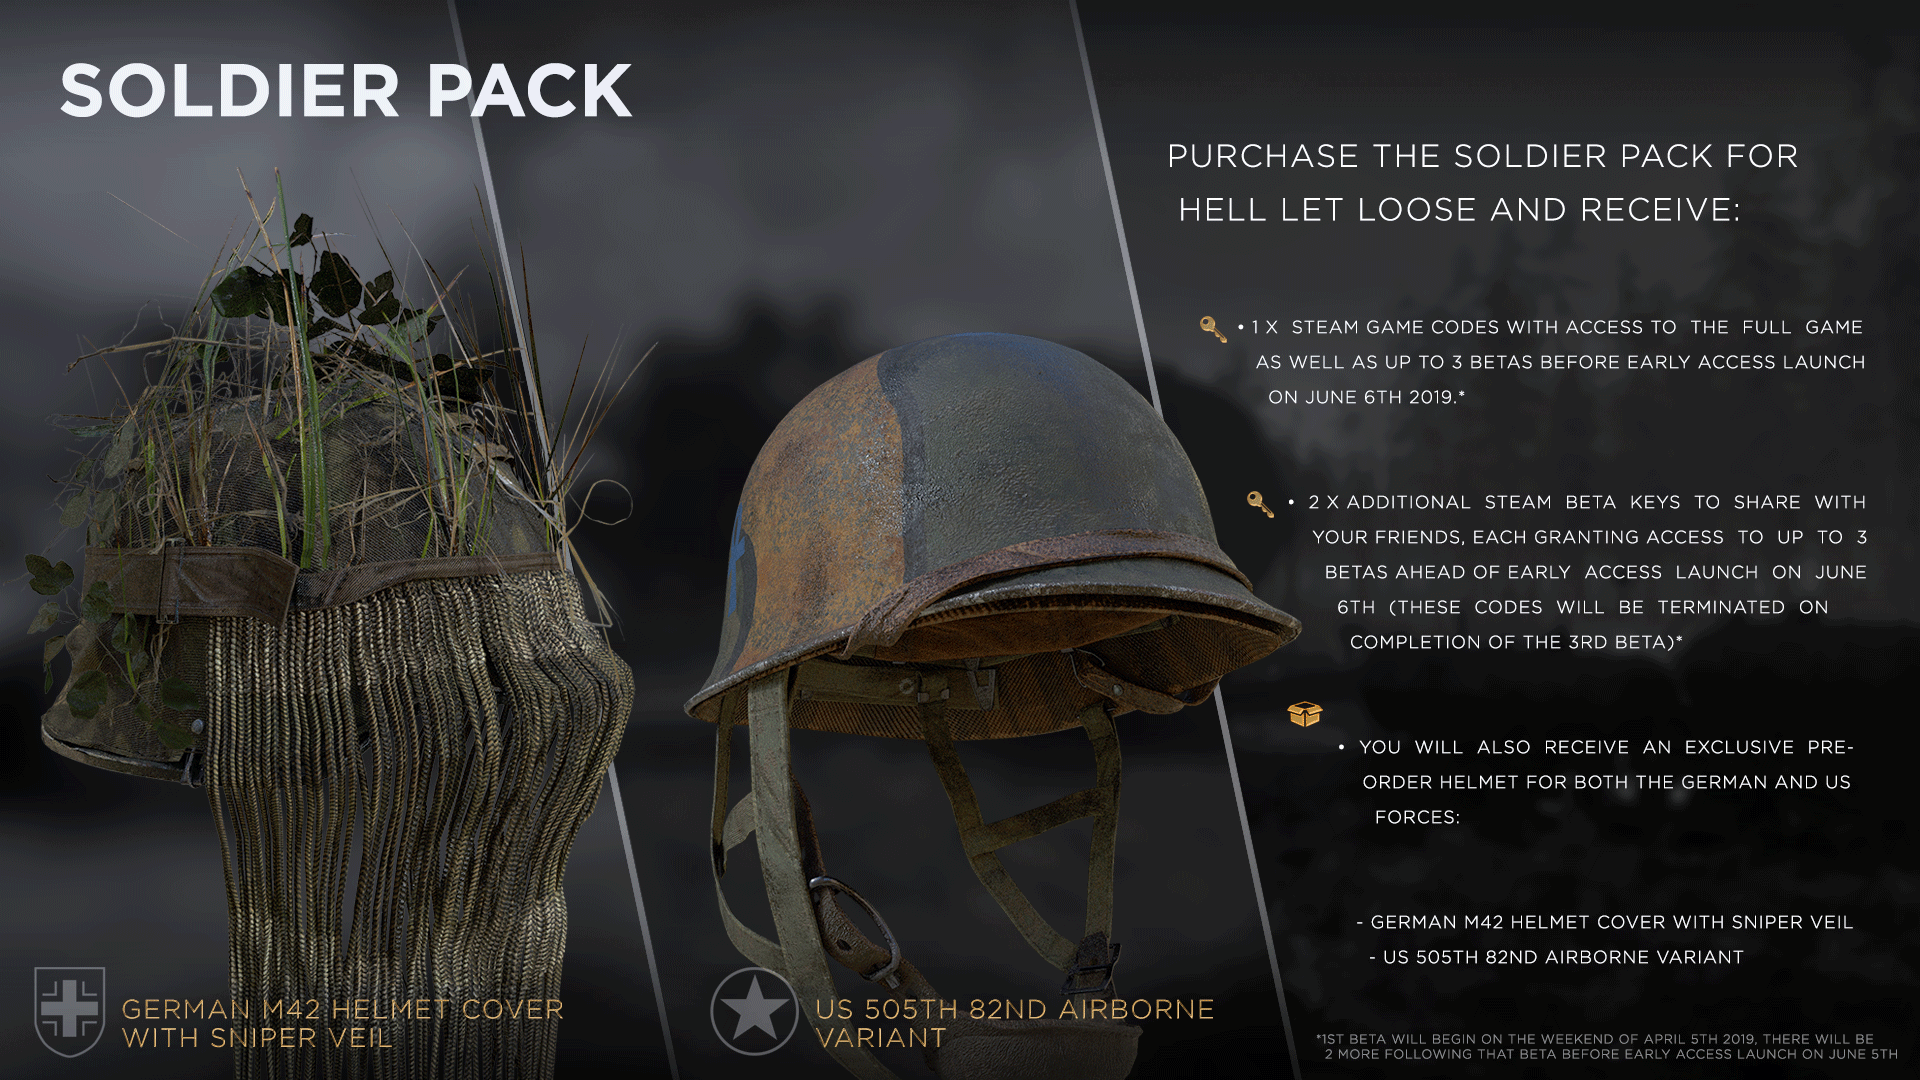 SOLDIER PACK
PURCHASE THE SOLDIER PACK FOR
HELL LET LOOSE AND RECEIVE:
• 1 X STEAM GAME CODES WITH ACCESS TO THE FULL GAME
AS WELL AS UP TO 3 BETAS BEFORE EARLY ACCESS LAUNCH
ON JUNE 6TH 2019.*
• 2 X ADDITIONAL STEAM BETA KEYS TO SHARE WITH
YOUR FRIENDS, EACH GRANTING ACCESS TO UP TO 3
BETAS AHEAD OF EARLY ACCESS LAUNCH ON JUNE
6TH (THESE CODES WILL BE TERMINATED ON
COMPLETION OF THE 3RD BETA)*
• YOU WILL ALSO RECEIVE AN EXCLUSIVE PRE-
ORDER HELMET FOR BOTH THE GERMAN AND US
FORCES:
- GERMAN M42 HELMET COVER WITH SNIPER VEIL
- US 505TH 82ND AIRBORNE VARIANT
GERMAN M42 HELMET COVER
WITH SNIPER VEIL
US 505TH 82ND AIRBORNE
VARIANT
*1ST BETA WILL BEGIN ON THE WEEKEND OF APRIL 5TH 2019, THERE WILL BE
2 MORE FOLLOWING THAT BETA BEFORE EARLY ACCESS LAUNCH ON JUNE 5TH